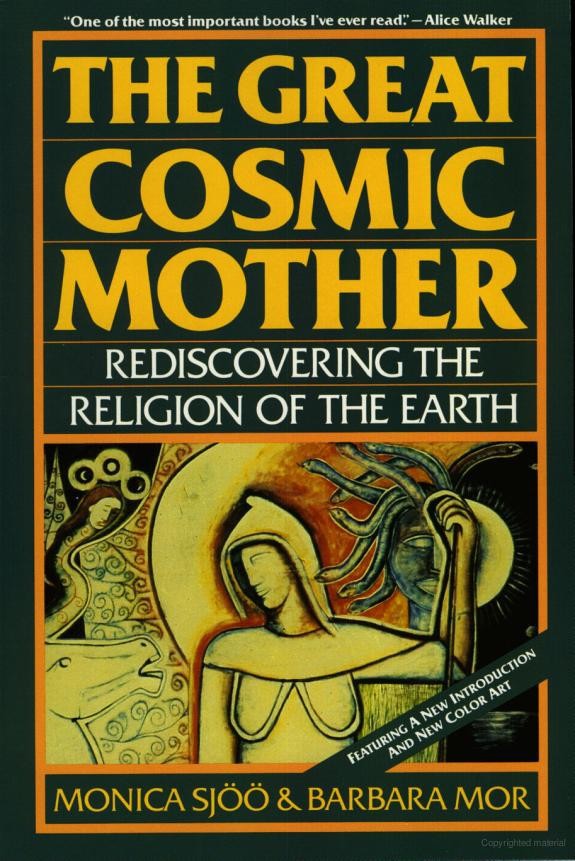 “One of the most important books I've ever read.” — Alice Walker
THE GREAT
COSMIC
MOTHER
REDISCOVERING THE
RELIGION OF THE EARTH
FEATURING A NEW INTRODUCTION
AND NEW COLOR ART
MONICA SJÖÖ & BARBARA MOR
Copyrighted material